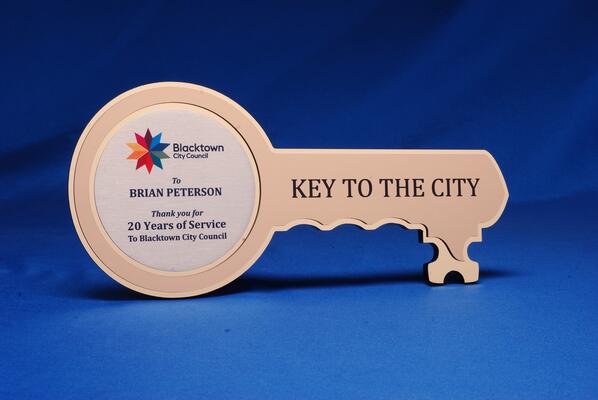 Blacktown
City Council
To
BRIAN PETERSON
Thank you for
20 Years of Service
To Blacktown City Council
KEY TO THE CITY